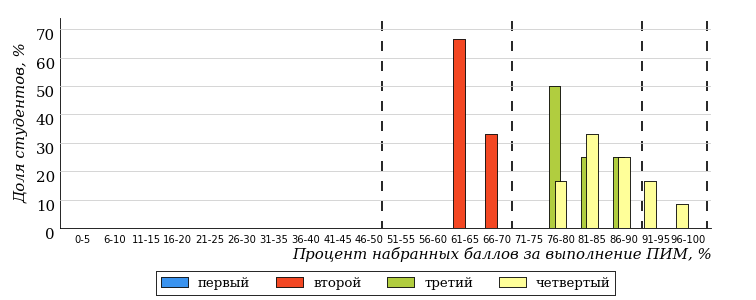 Доля студентов, %
70
60
50
40
30
20
10
0
0-5 6-10 11-15 16-20 21-25 26-30 31-35 36-40 41-45 46-50 51-55 56-60 61-65 66-70 71-75 76-80 81-85 86-90 91-95 96-100
Процент набранных баллов за выполнение ПИМ, %
первый второй третий четвертый